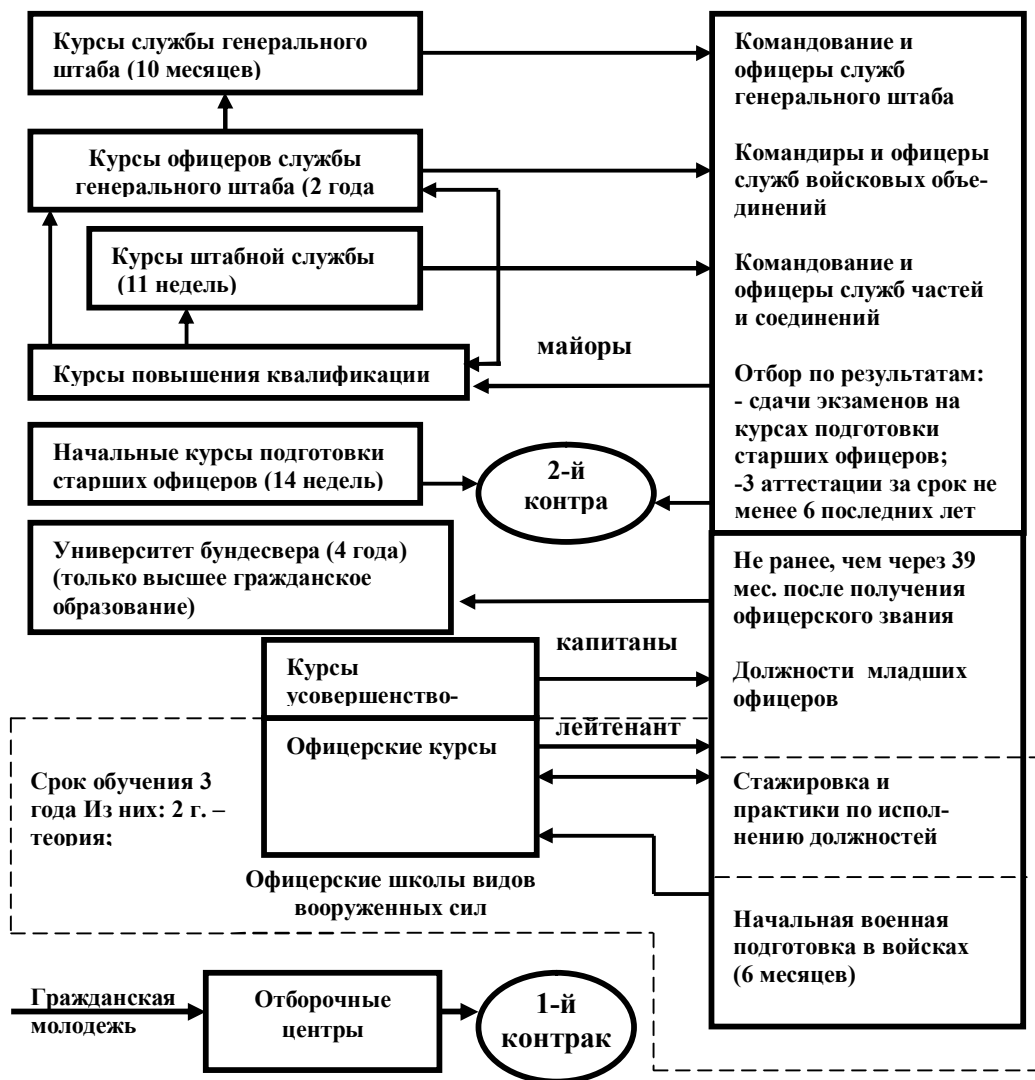 Курсы службы генерального
штаба (10 месяцев)
Курсы офицеров службы
генерального штаба (2 года
Курсы штабной службы
(11 недель)
майоры
Курсы повышения квалификации
Начальные курсы подготовки
старших офицеров (14 недель)
2-й
контра
Университет бундесвера (4 года)
(только высшее гражданское
образование)
капитаны
Курсы
усовершенство-
лейтенант
Офицерские курсы
Срок обучения 3
года Из них: 2 г. –
теория;
Офицерские школы видов
вооруженных сил
Гражданская
молодежь
Отборочные
центры
1-й
контрак
Командование и
офицеры служб
генерального штаба
Командиры и офицеры
служб войсковых объе-
динений
Командование и
офицеры служб частей
и соединений
Отбор по результатам:
- сдачи экзаменов на
курсах подготовки
старших офицеров;
-3 аттестации за срок не
менее 6 последних лет
Не ранее, чем через 39
мес. после получения
офицерского звания
Должности младших
офицеров
Стажировка и
практики по испол-
нению должностей
Начальная военная
подготовка в войсках
(6 месяцев)